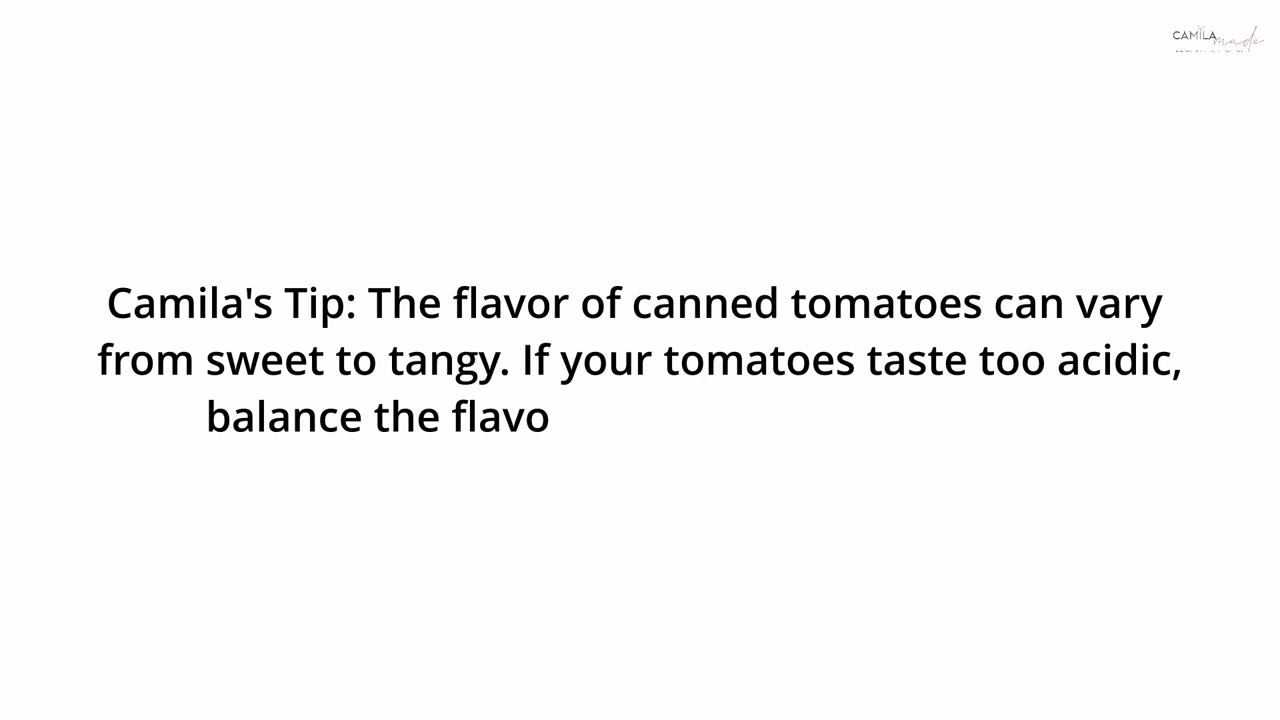 CAMILA made
Camila's Tip: The flavor of canned tomatoes can vary
from sweet to tangy. If your tomatoes taste too acidic,
balance the flavo